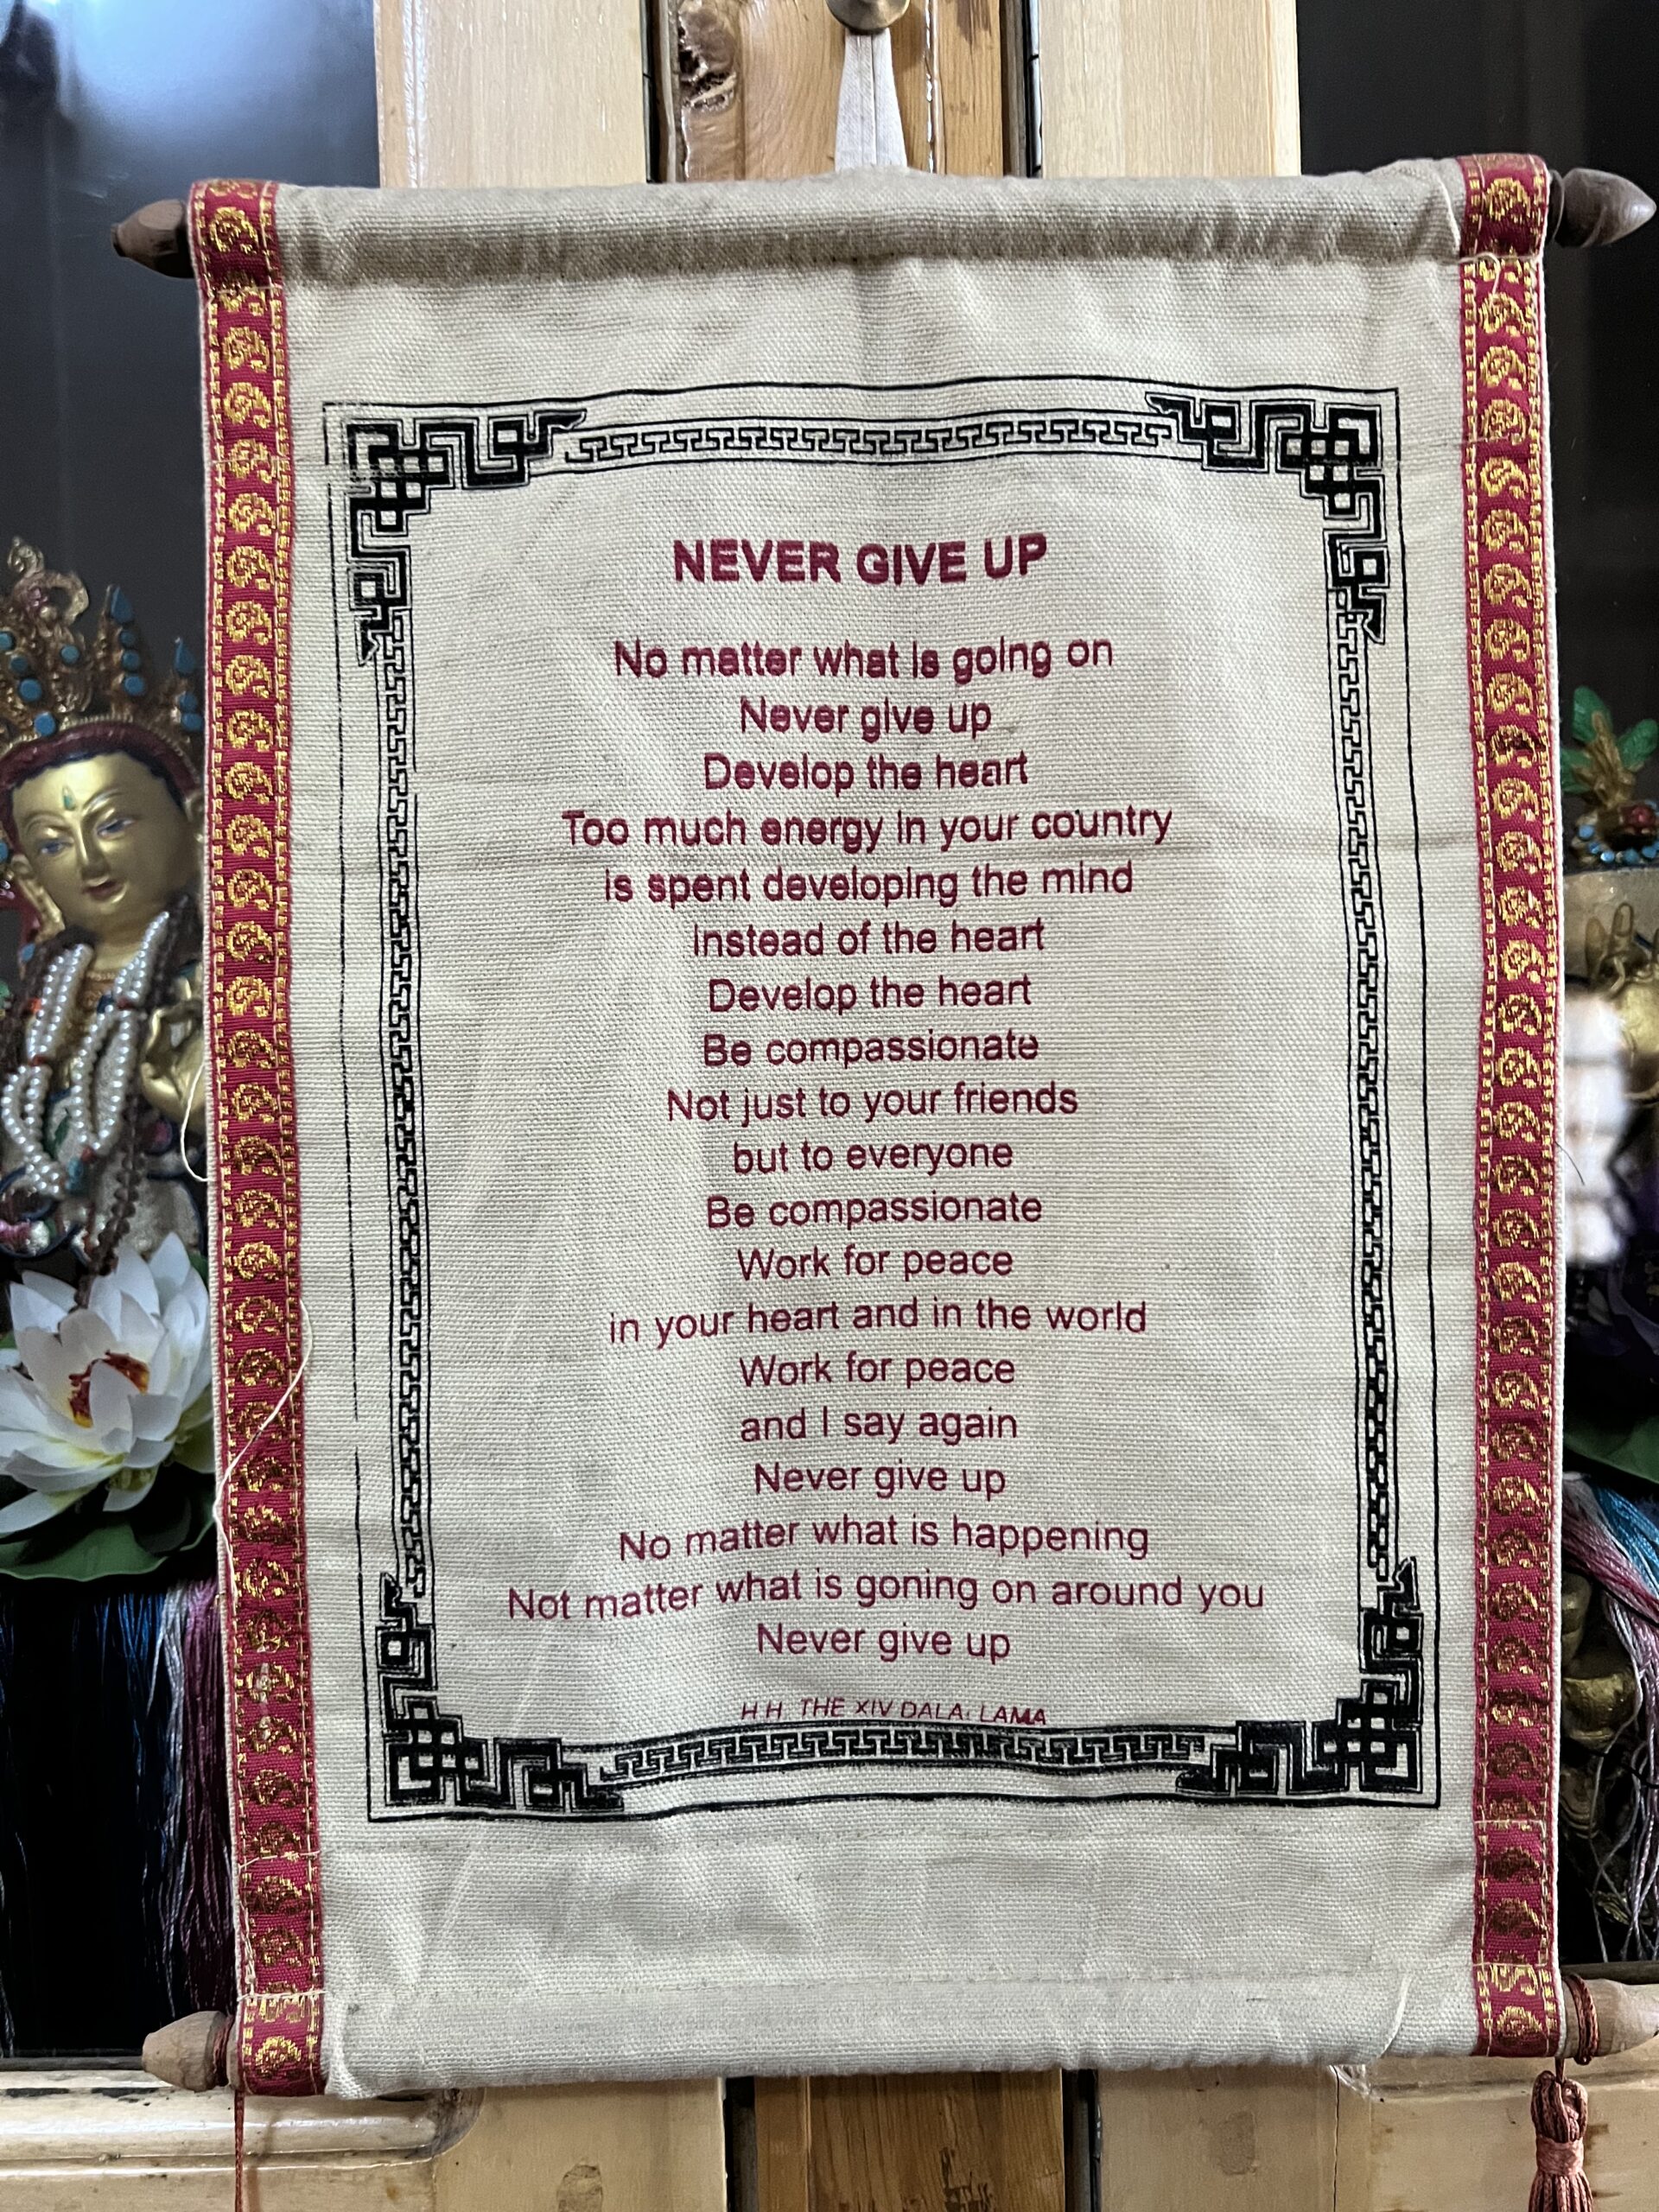 NEVER GIVE UP
No matter what is going on
Never give up
Develop the heart
Too much energy in your country
is spent developing the mind
instead of the heart
Develop the heart
Be compassionate
Not just to your friends
but to everyone
Be compassionate
Work for peace
in your heart and in the world
Work for peace
and I say again
Never give up
No matter what is happening
Not matter what is goning on around you
Never give up
H.H. THE XIV DALAI LAMA